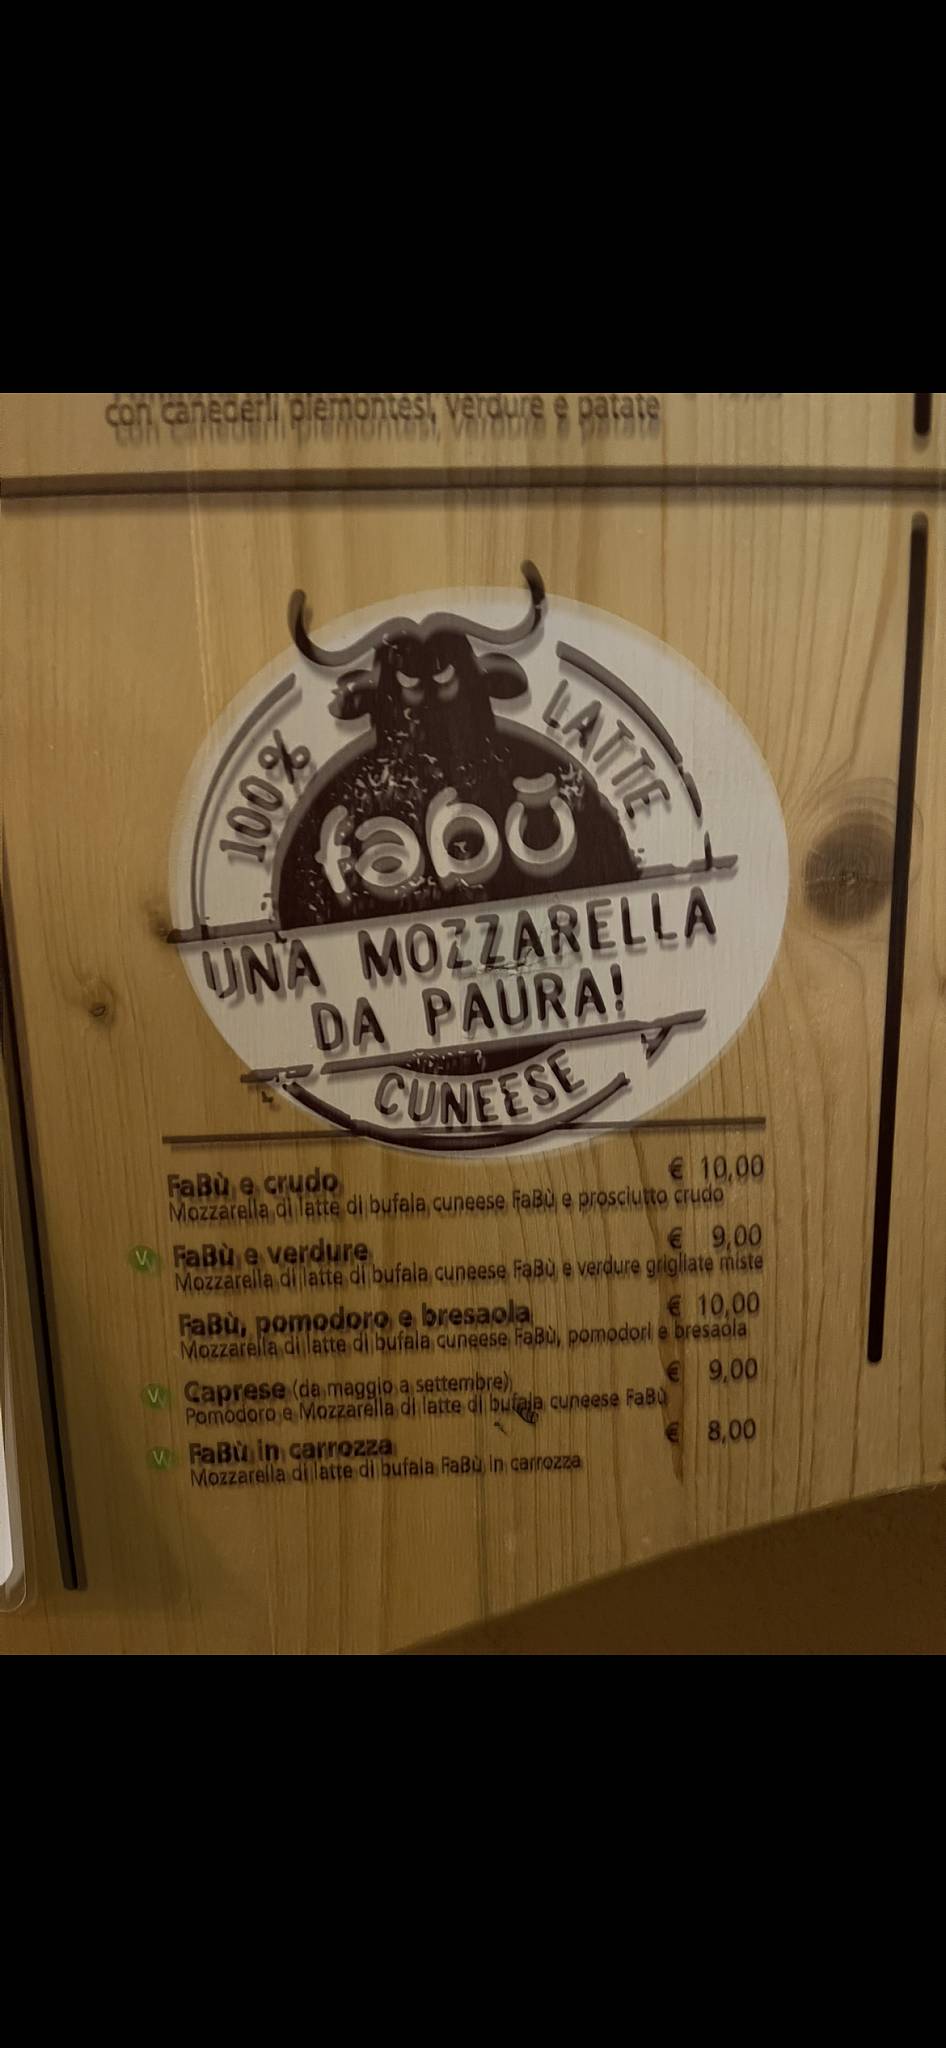 con canederli piemontesi, verdure e patate
100% LATTE
fabù
UNA MOZZARELLA
DA PAURA!
CUNEESE
FaBù e crudo € 10,00
Mozzarella di latte di bufala cuneese FaBù e prosciutto crudo
V FaBù e verdure € 9,00
Mozzarella di latte di bufala cuneese FaBù e verdure grigliate miste
FaBù, pomodoro e bresaola € 10,00
Mozzarella di latte di bufala cuneese FaBù, pomodori e bresaola
V Caprese (da maggio a settembre) € 9,00
Pomodoro e Mozzarella di latte di bufala cuneese FaBù
V FaBù in carrozza € 8,00
Mozzarella di latte di bufala FaBù in carrozza